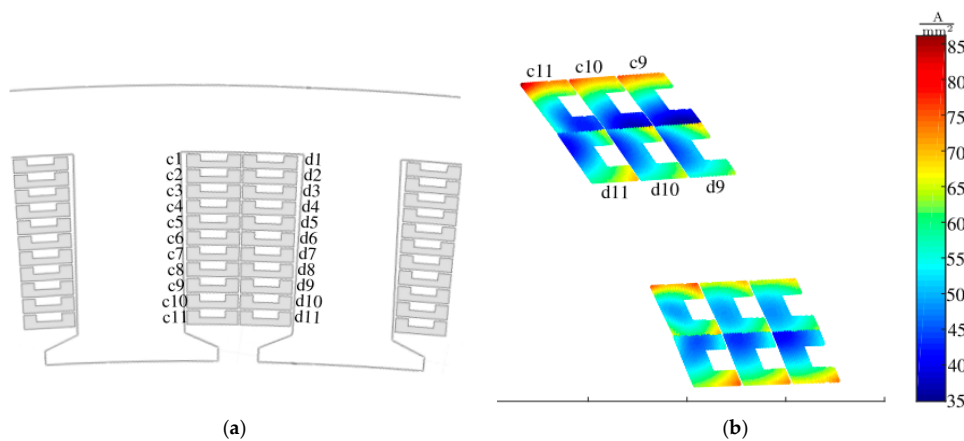 c1 d1
c2 d2
c3 d3
c4 d4
c5 d5
c6 d6
c7 d7
c8 d8
c9 d9
c10 d10
c11 d11
(a)
c11 c10 c9
d11 d10 d9
(b)
A
mm²
85
80
75
70
65
60
55
50
45
40
35